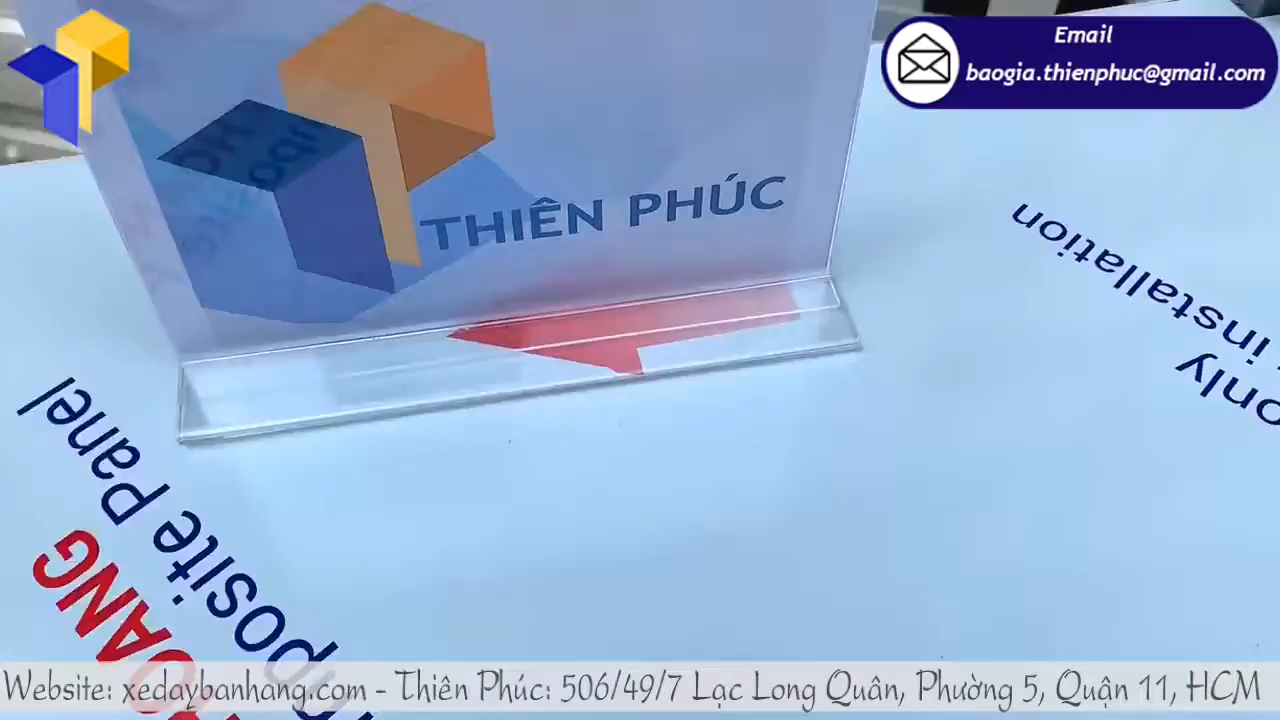 Email
baogia.thienphuc@gmail.com
THIÊN PHÚC
only
installation
Panel
Website: xedaybanhang.com - Thiên Phúc: 506/49/7 Lạc Long Quân, Phường 5, Quận 11, HCM